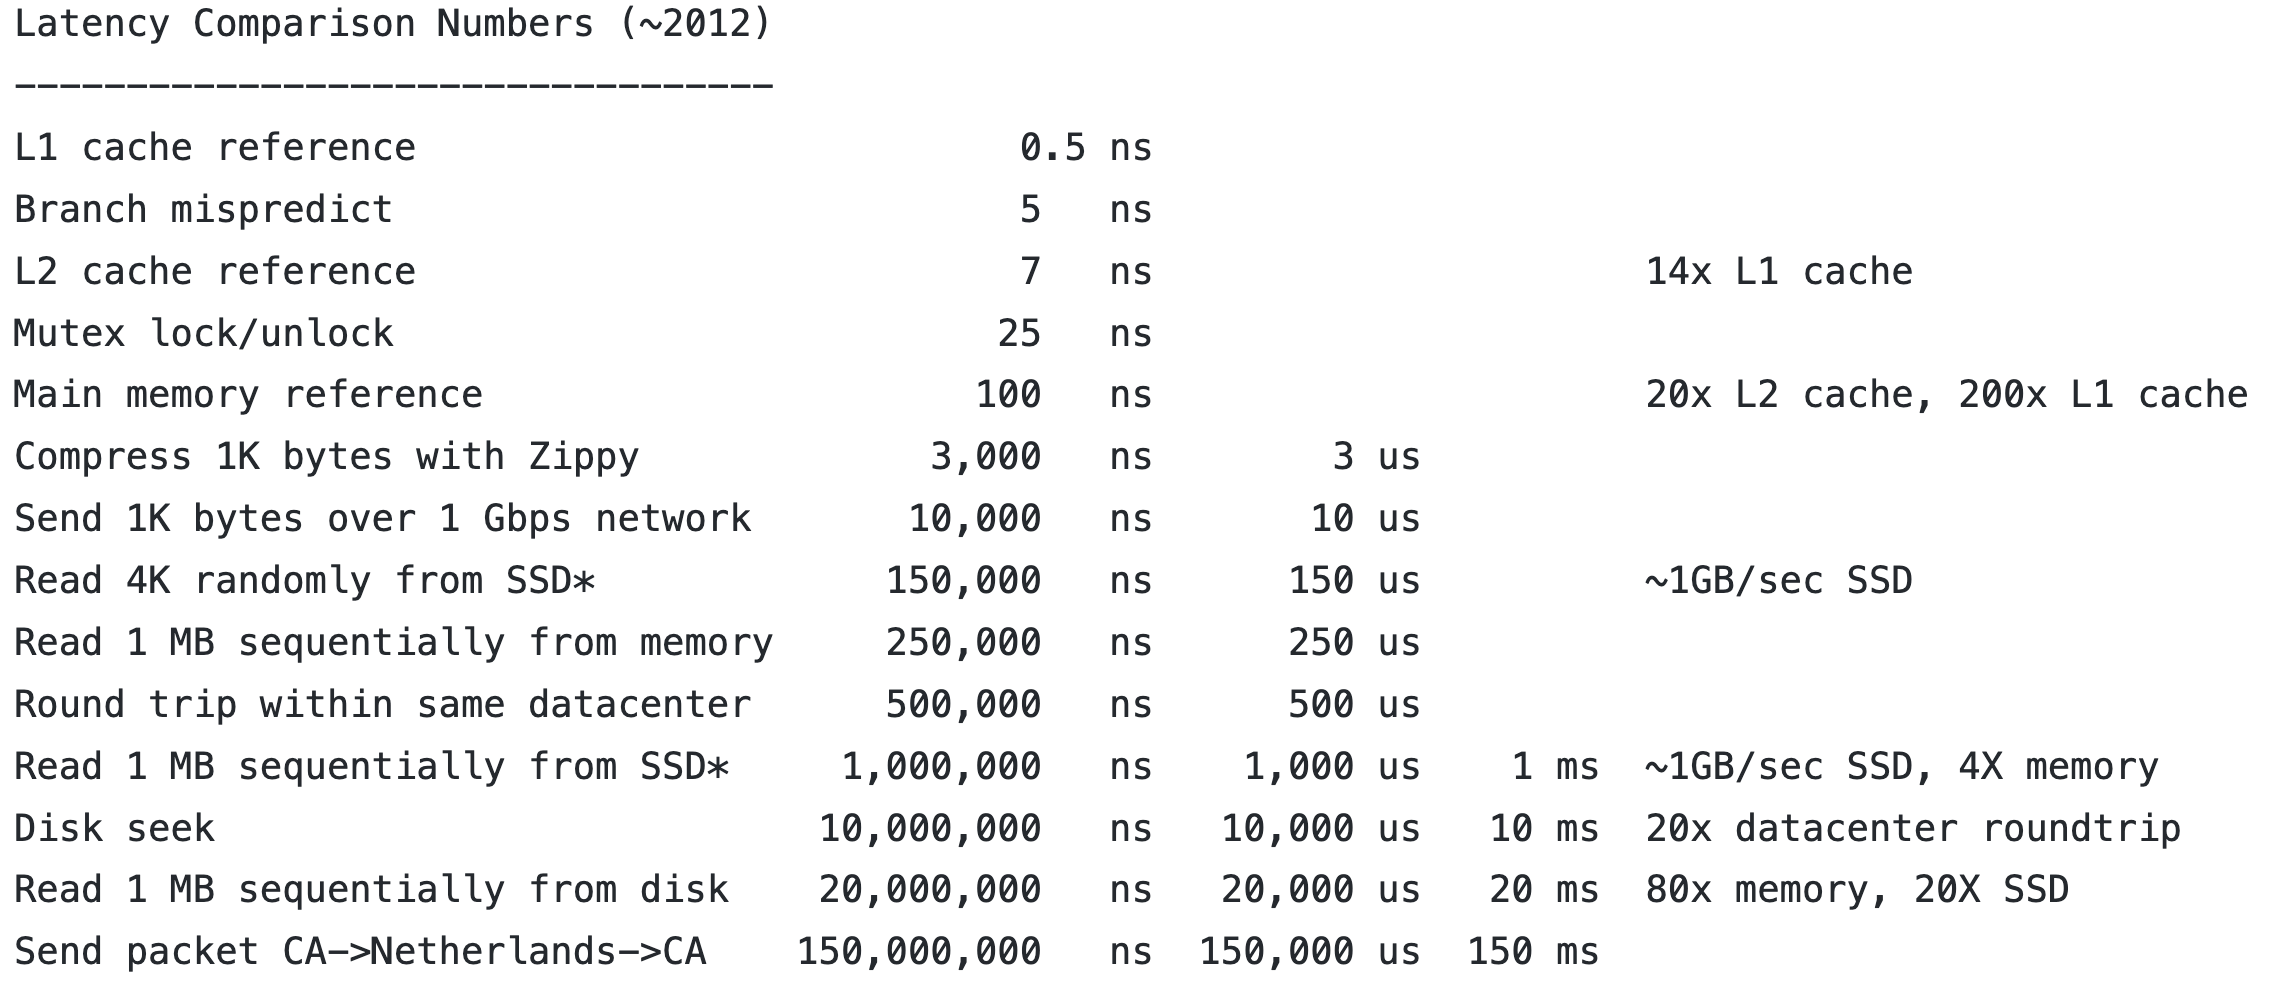 Latency Comparison Numbers (~2012)
----------------------------------
L1 cache reference                           0.5 ns
Branch mispredict                            5   ns
L2 cache reference                           7   ns                      14x L1 cache
Mutex lock/unlock                           25   ns
Main memory reference                      100   ns                      20x L2 cache, 200x L1 cache
Compress 1K bytes with Zippy             3,000   ns        3 us
Send 1K bytes over 1 Gbps network       10,000   ns       10 us
Read 4K randomly from SSD*             150,000   ns      150 us          ~1GB/sec SSD
Read 1 MB sequentially from memory     250,000   ns      250 us
Round trip within same datacenter      500,000   ns      500 us
Read 1 MB sequentially from SSD*     1,000,000   ns    1,000 us    1 ms  ~1GB/sec SSD, 4X memory
Disk seek                           10,000,000   ns   10,000 us   10 ms  20x datacenter roundtrip
Read 1 MB sequentially from disk    20,000,000   ns   20,000 us   20 ms  80x memory, 20X SSD
Send packet CA->Netherlands->CA    150,000,000   ns  150,000 us  150 ms